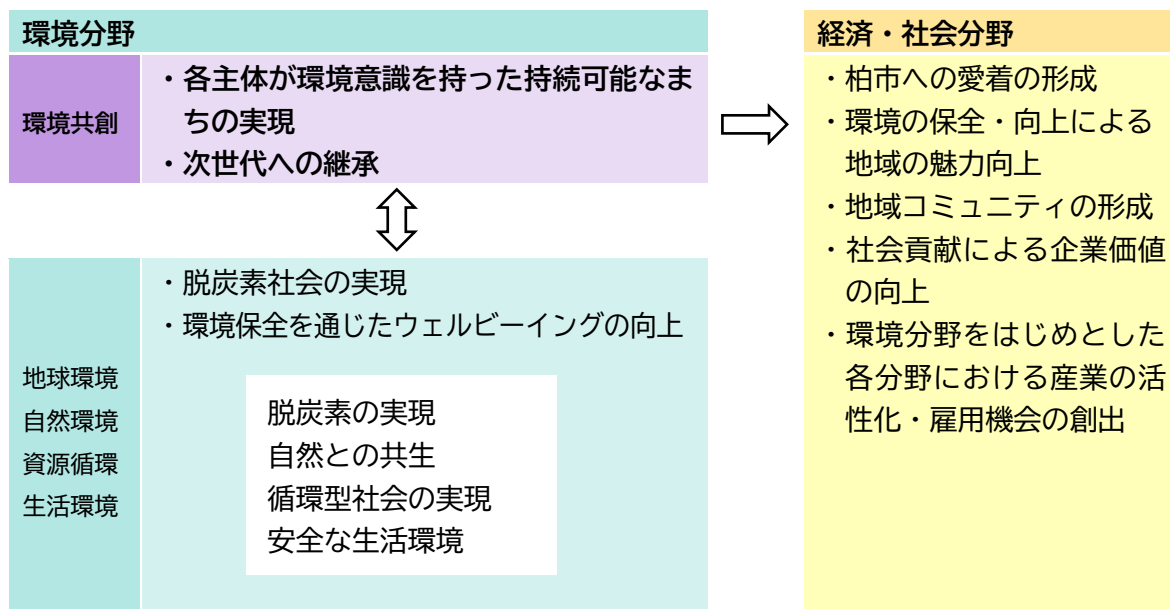 環境分野
環境共創
・各主体が環境意識を持った持続可能なま
ちの実現
・次世代への継承
地球環境
自然環境
資源循環
生活環境
・脱炭素社会の実現
・環境保全を通じたウェルビーイングの向上
脱炭素の実現
自然との共生
循環型社会の実現
安全な生活環境
経済・社会分野
・柏市への愛着の形成
・環境の保全・向上による
地域の魅力向上
・地域コミュニティの形成
・社会貢献による企業価値
の向上
・環境分野をはじめとした
各分野における産業の活
性化・雇用機会の創出